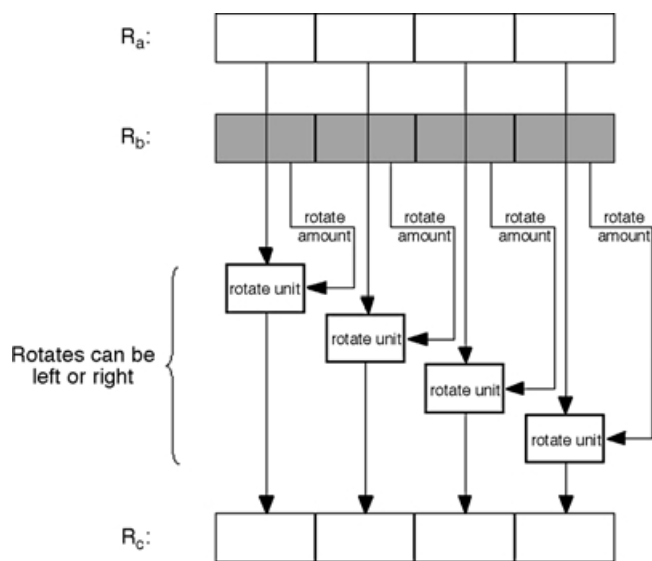 Ra:
Rb:
rotate
amount
rotate
amount
rotate
amount
rotate
amount
rotate unit
rotate unit
Rotates can be
left or right
rotate unit
rotate unit
Rc: